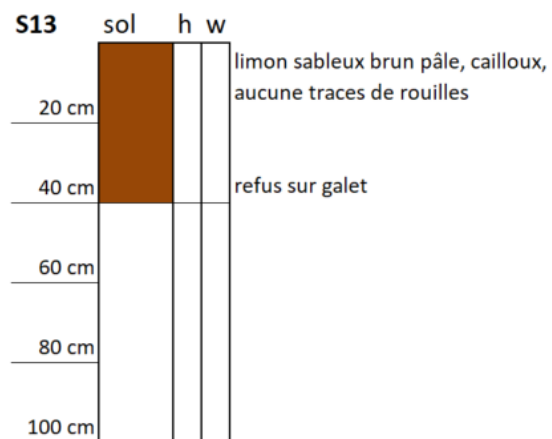 S13 sol h w
limon sableux brun pâle, cailloux,
aucune traces de rouilles
20 cm
40 cm
refus sur galet
60 cm
80 cm
100 cm